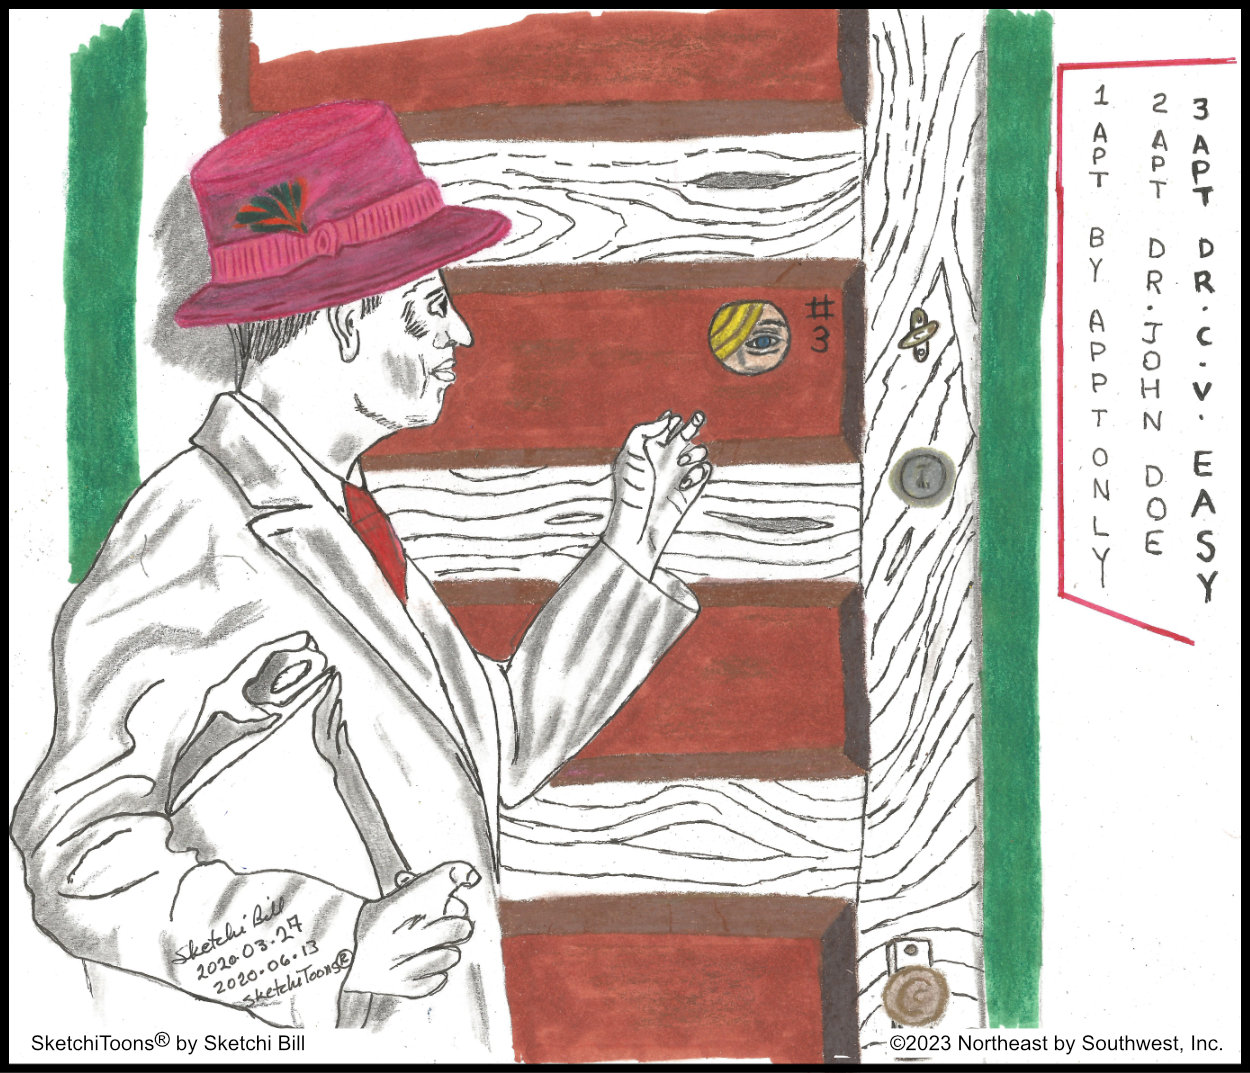 1 APT BY APPT ONLY
2 APT DR. JOHN DOE
3 APT DR. C. V. EASY
#3
Sketchi Bill
2020.03.27
2020.06.13
SketchiToons®
SketchiToons® by Sketchi Bill
©2023 Northeast by Southwest, Inc.